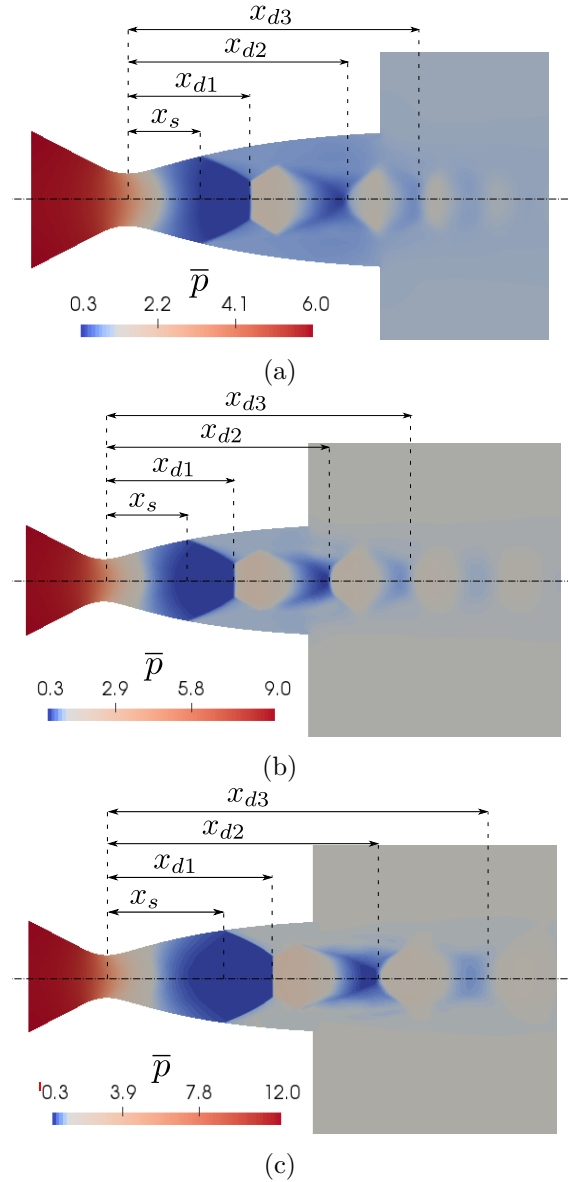 x_{d3}
x_{d2}
x_{d1}
x_s
p̅
0.3 2.2 4.1 6.0
(a)
x_{d3}
x_{d2}
x_{d1}
x_s
p̅
0.3 2.9 5.8 9.0
(b)
x_{d3}
x_{d2}
x_{d1}
x_s
p̅
0.3 3.9 7.8 12.0
(c)